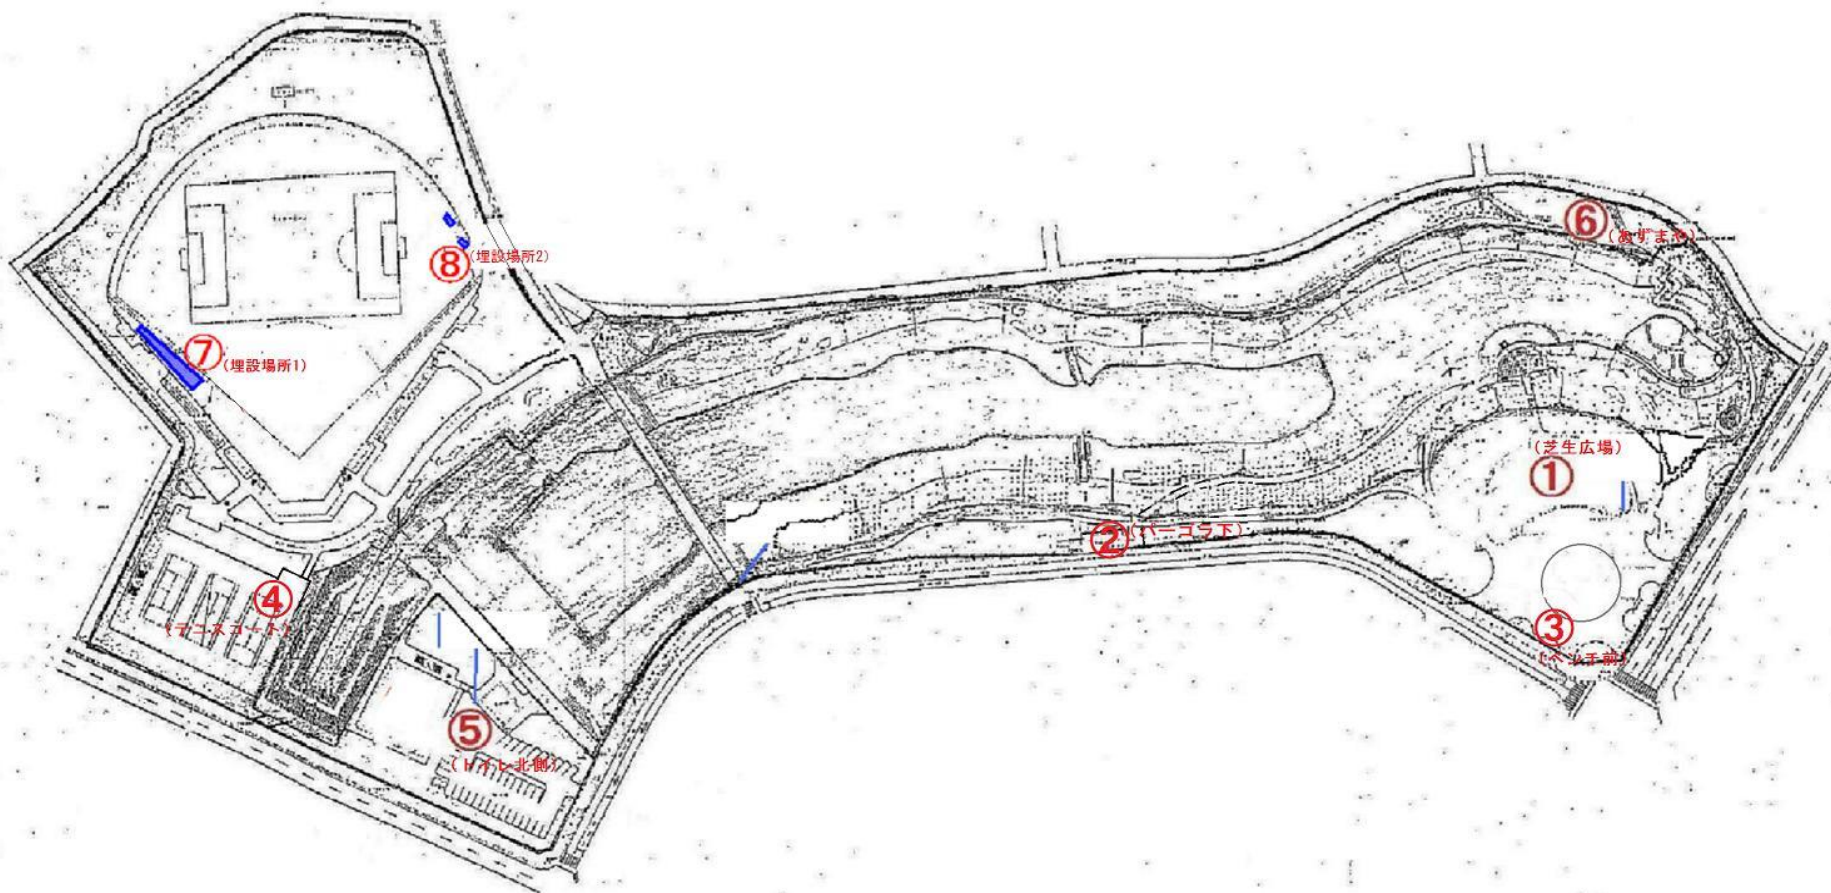 ⑥
(あずまや)
⑧
(埋設場所2)
⑦
(埋設場所1)
(芝生広場)
①
②
(パーゴラ下)
④
(テニスコート)
③
(ベンチ前)
⑤
(トイレ北側)